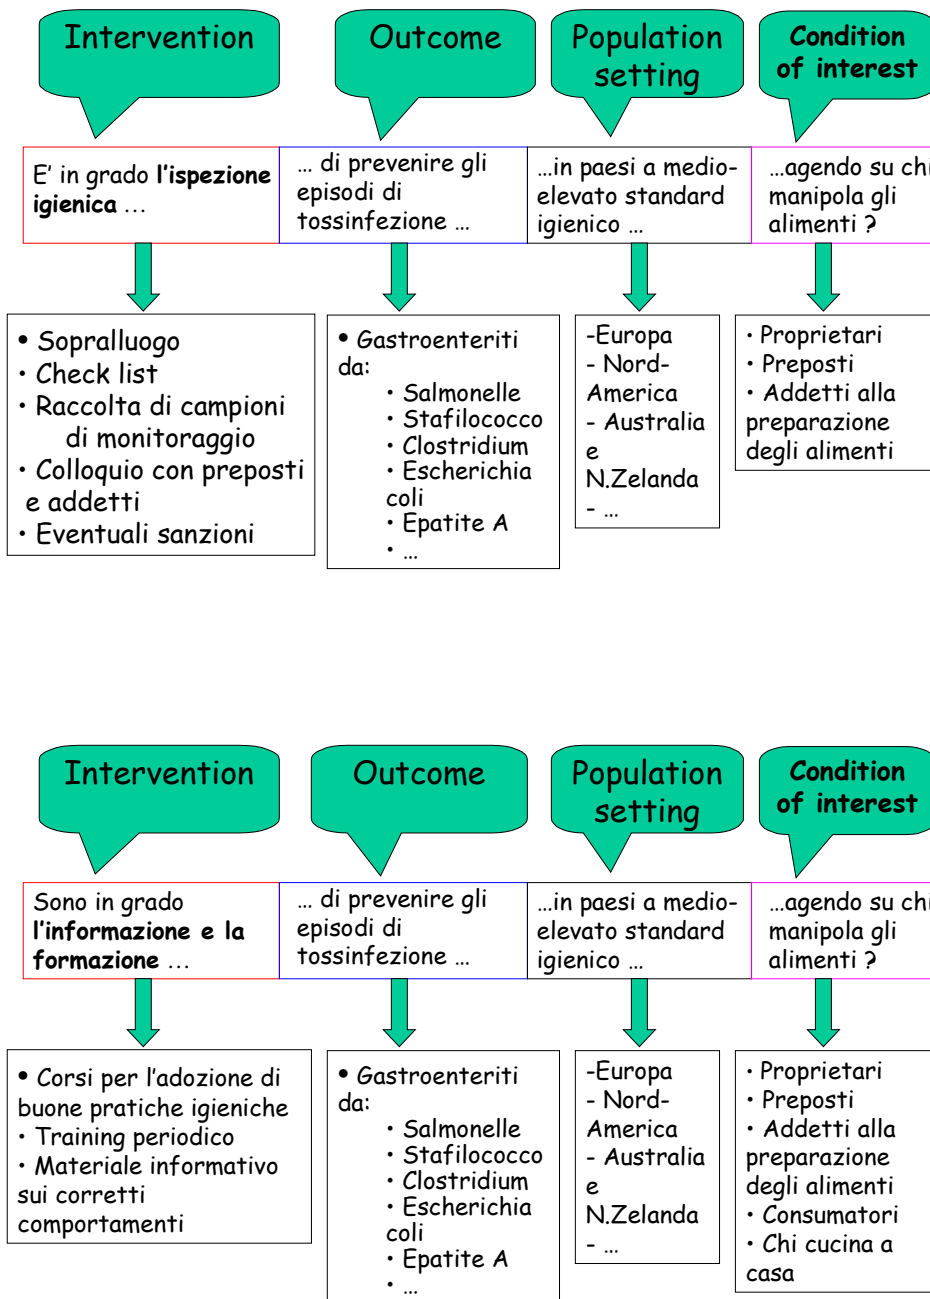 Intervention
Outcome
Population
setting
Condition
of interest
E' in grado l'ispezione
igienica ...
... di prevenire gli
episodi di
tossinfezione ...
...in paesi a medio-
elevato standard
igienico ...
...agendo su chi
manipola gli
alimenti ?
• Sopralluogo
• Check list
• Raccolta di campioni
di monitoraggio
• Colloquio con preposti
e addetti
• Eventuali sanzioni
• Gastroenteriti
da:
• Salmonelle
• Stafilococco
• Clostridium
• Escherichia
coli
• Epatite A
• ...
-Europa
- Nord-
America
- Australia
e
N.Zelanda
- ...
• Proprietari
• Preposti
• Addetti alla
preparazione
degli alimenti
Intervention
Outcome
Population
setting
Condition
of interest
Sono in grado
l'informazione e la
formazione ...
... di prevenire gli
episodi di
tossinfezione ...
...in paesi a medio-
elevato standard
igienico ...
...agendo su chi
manipola gli
alimenti ?
• Corsi per l'adozione di
buone pratiche igieniche
• Training periodico
• Materiale informativo
sui corretti
comportamenti
• Gastroenteriti
da:
• Salmonelle
• Stafilococco
• Clostridium
• Escherichia
coli
• Epatite A
• ...
-Europa
- Nord-
America
- Australia
e
N.Zelanda
- ...
• Proprietari
• Preposti
• Addetti alla
preparazione
degli alimenti
• Consumatori
• Chi cucina a
casa